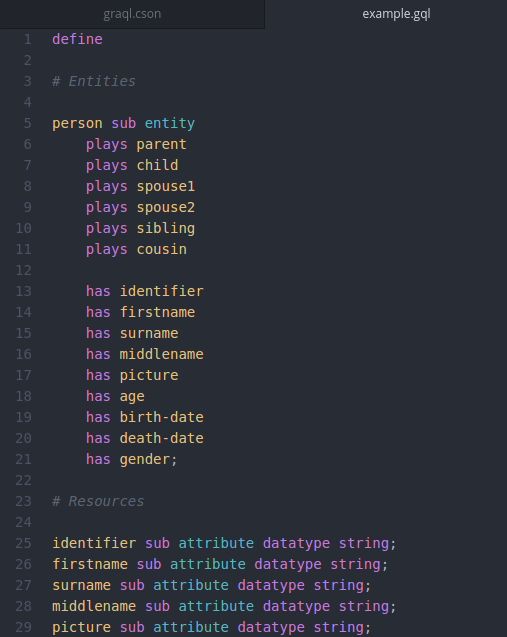 graql.cson example.gql
1 define
2
3 # Entities
4
5 person sub entity
6     plays parent
7     plays child
8     plays spouse1
9     plays spouse2
10     plays sibling
11     plays cousin
12
13     has identifier
14     has firstname
15     has surname
16     has middlename
17     has picture
18     has age
19     has birth-date
20     has death-date
21     has gender;
22
23 # Resources
24
25 identifier sub attribute datatype string;
26 firstname sub attribute datatype string;
27 surname sub attribute datatype string;
28 middlename sub attribute datatype string;
29 picture sub attribute datatype string;